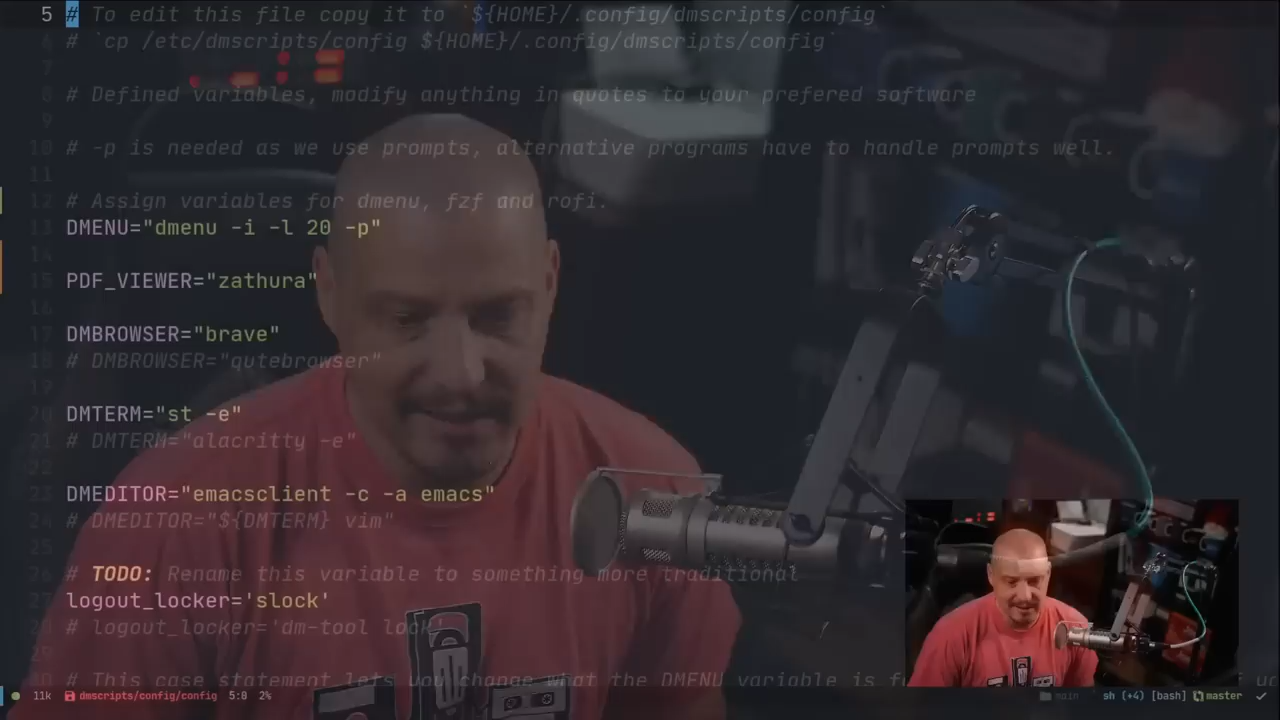 5 # To edit this file copy it to `${HOME}/.config/dmscripts/config`
6 # `cp /etc/dmscripts/config ${HOME}/.config/dmscripts/config`
7
8 # Defined variables, modify anything in quotes to your prefered software
9
10 # -p is needed as we use prompts, alternative programs have to handle prompts well.
11
12 # Assign variables for dmenu, fzf and rofi.
13 DMENU="dmenu -i -l 20 -p"
14
15 PDF_VIEWER="zathura"
16
17 DMBROWSER="brave"
18 # DMBROWSER="qutebrowser"
19
20 DMTERM="st -e"
21 # DMTERM="alacritty -e"
22
23 DMEDITOR="emacsclient -c -a emacs"
24 # DMEDITOR="${DMTERM} vim"
25
26 # TODO: Rename this variable to something more traditional
27 logout_locker='slock'
28 # logout_locker='dm-tool lock'
29
30 # This case statement lets you change what the DMENU variable is
11k dmscripts/config/config 5:0 2% main sh (+4) [bash] master